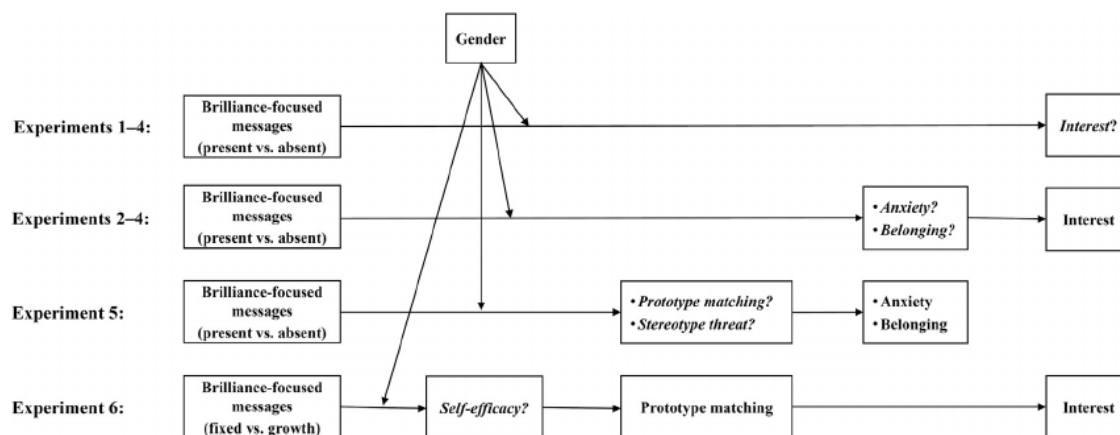 Gender
Experiments 1–4:
Brilliance-focused
messages
(present vs. absent)
Interest?
Experiments 2–4:
Brilliance-focused
messages
(present vs. absent)
• Anxiety?
• Belonging?
Interest
Experiment 5:
Brilliance-focused
messages
(present vs. absent)
• Prototype matching?
• Stereotype threat?
• Anxiety
• Belonging
Experiment 6:
Brilliance-focused
messages
(fixed vs. growth)
Self-efficacy?
Prototype matching
Interest